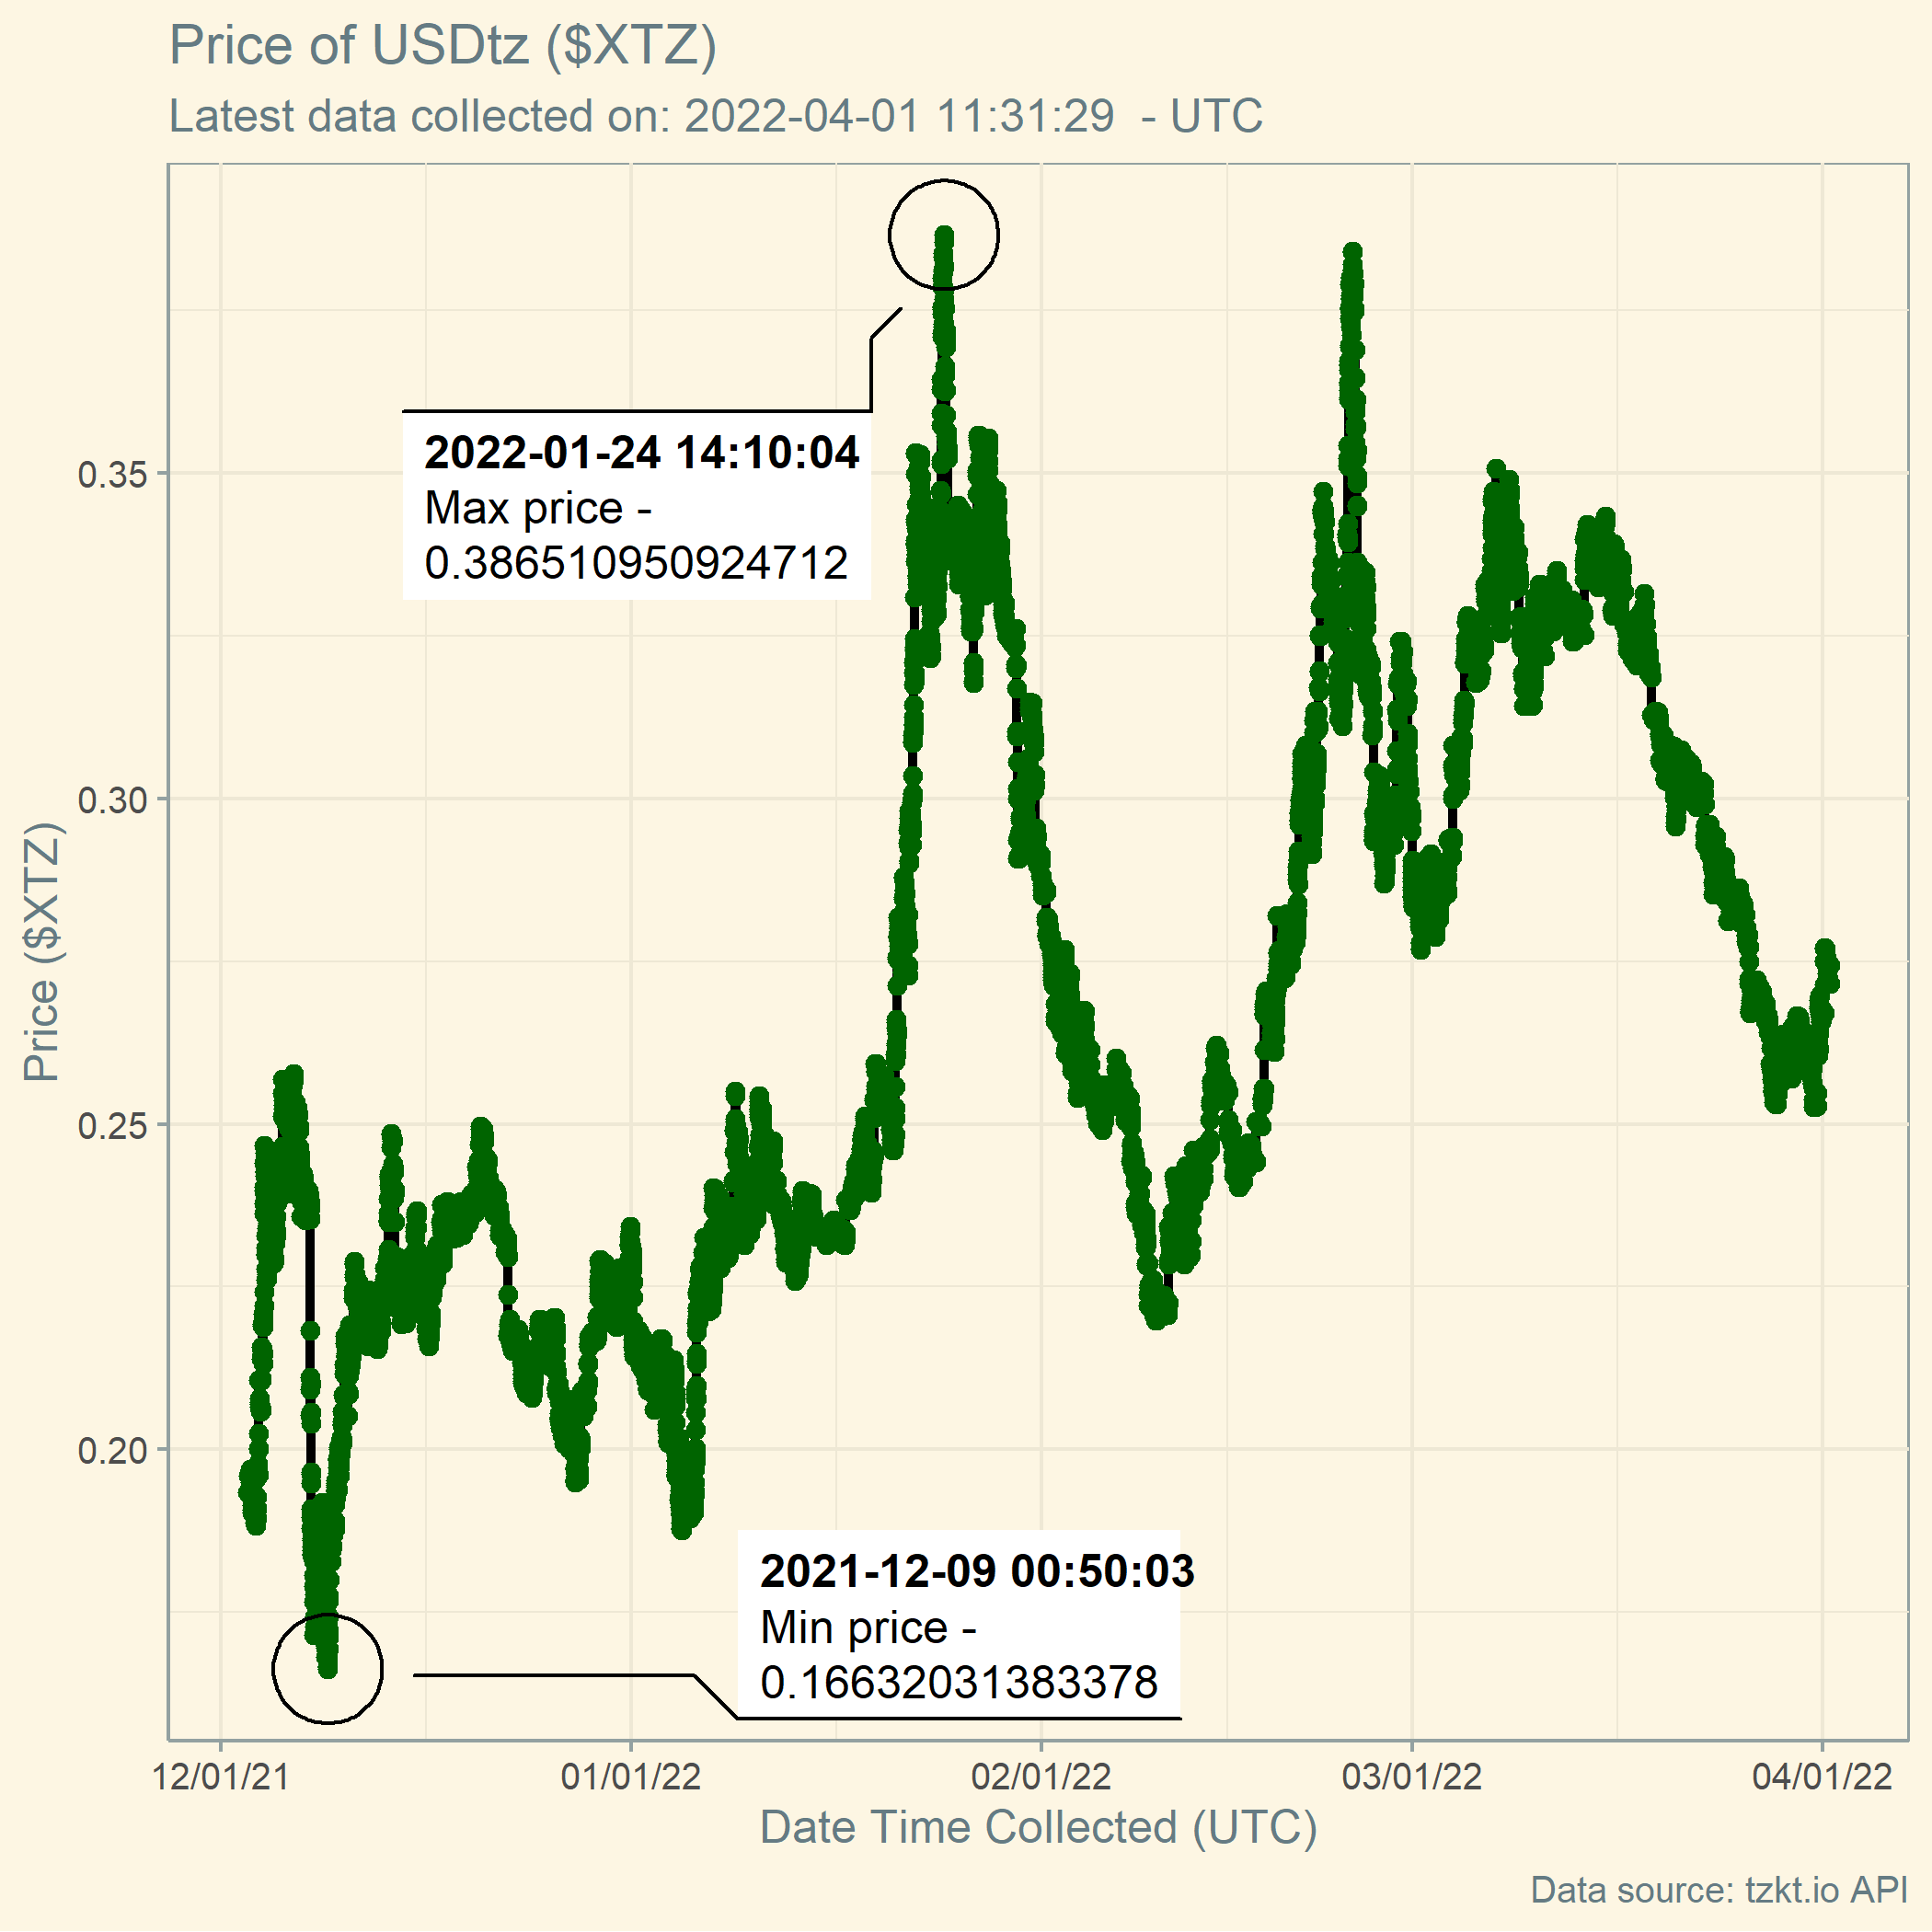 Price of USDtz ($XTZ)
Latest data collected on: 2022-04-01 11:31:29  - UTC
2022-01-24 14:10:04
Max price -
0.386510950924712
0.35
0.30
0.25
0.20
Price ($XTZ)
2021-12-09 00:50:03
Min price -
0.16632031383378
12/01/21
01/01/22
02/01/22
03/01/22
04/01/22
Date Time Collected (UTC)
Data source: tzkt.io API